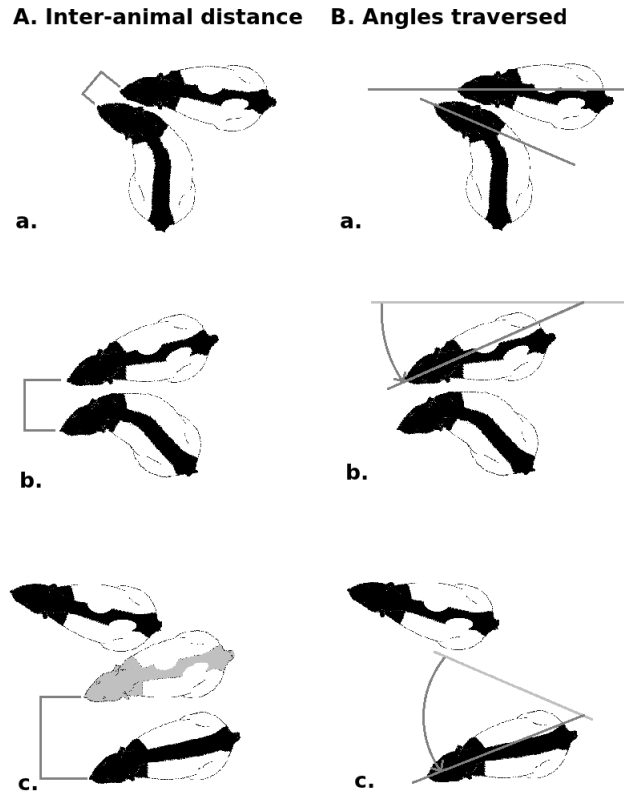 A. Inter-animal distance
B. Angles traversed
a.
a.
b.
b.
c.
c.